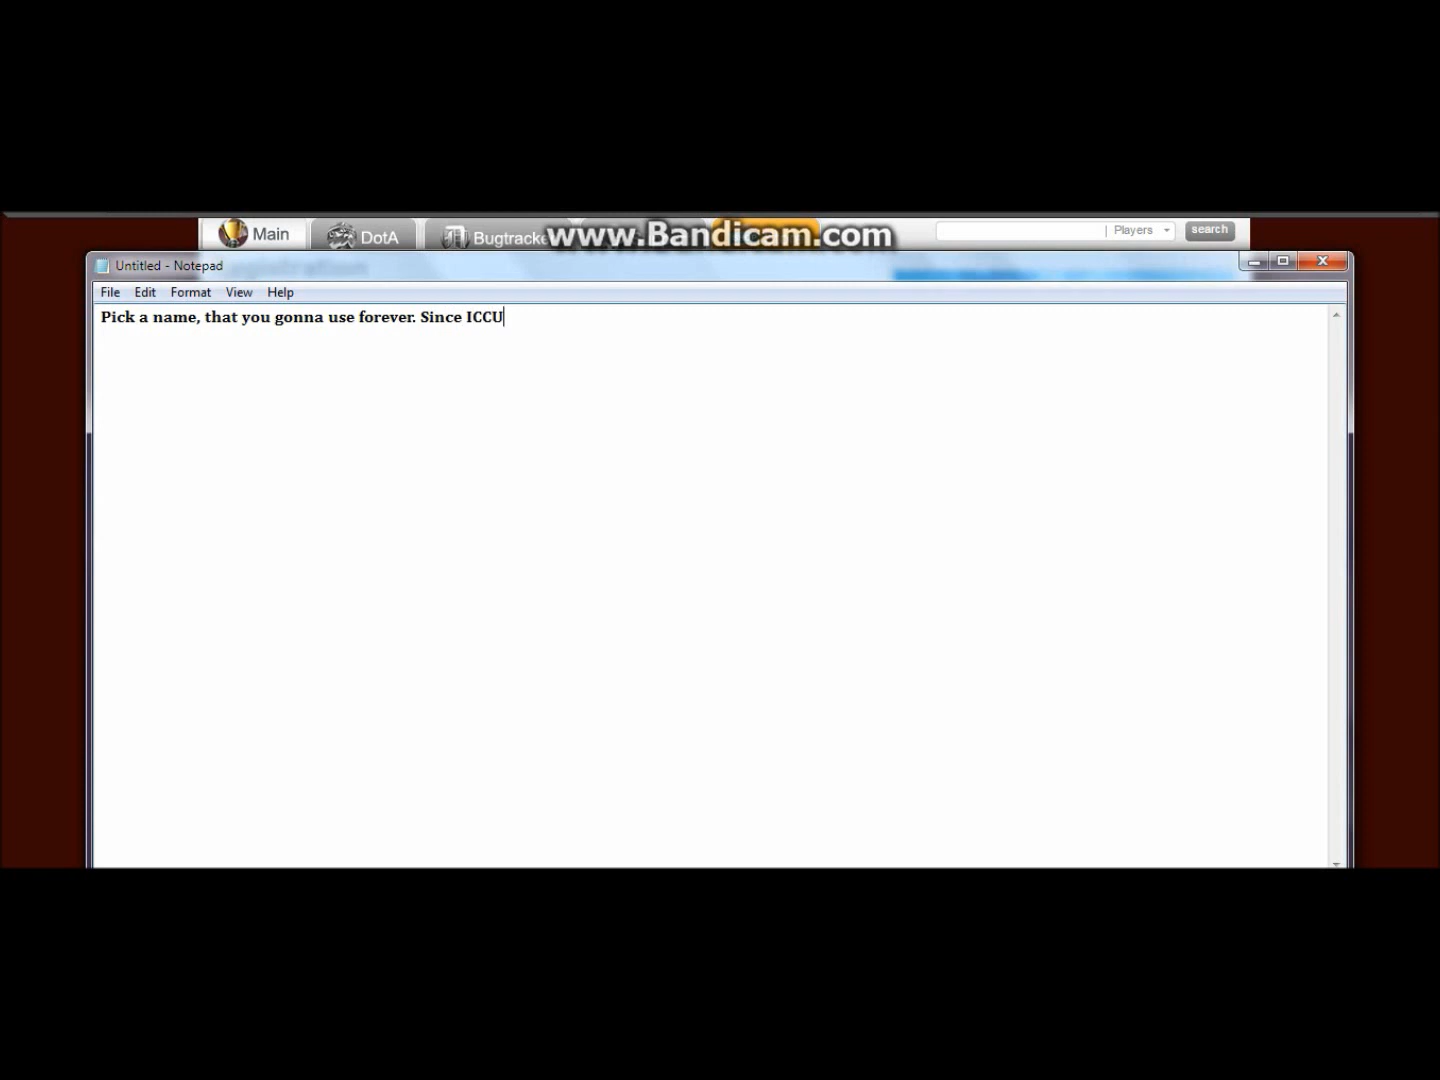 Main
DotA
Bugtracke
www.Bandicam.com
Players
search
Untitled - Notepad
File Edit Format View Help
Pick a name, that you gonna use forever. Since ICCU